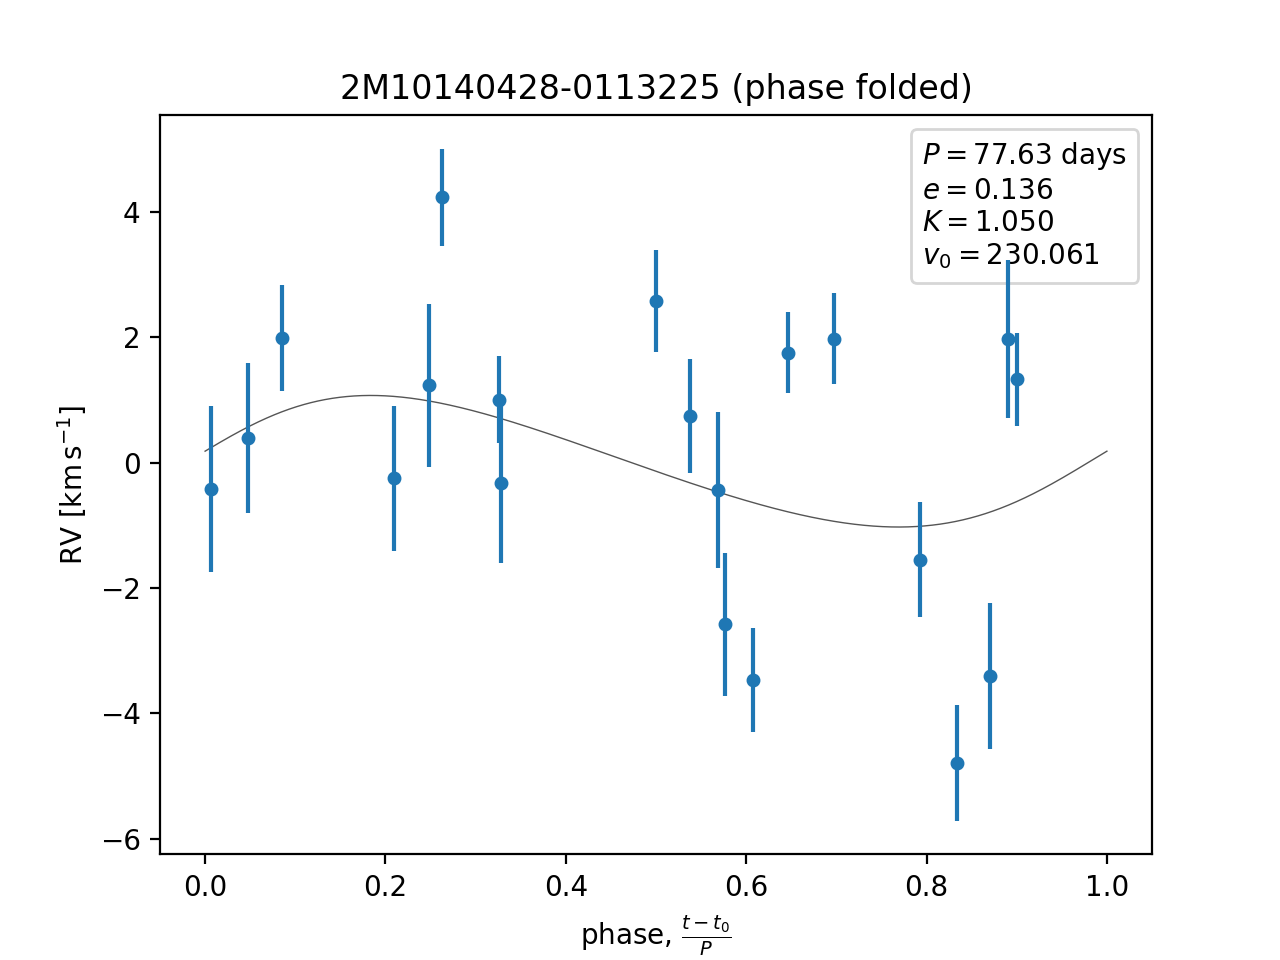 2M10140428-0113225 (phase folded)
P = 77.63 days
e = 0.136
K = 1.050
v₀ = 230.061
RV [km s⁻¹]
4
2
0
−2
−4
−6
0.0 0.2 0.4 0.6 0.8 1.0
phase, (t − t₀)/P